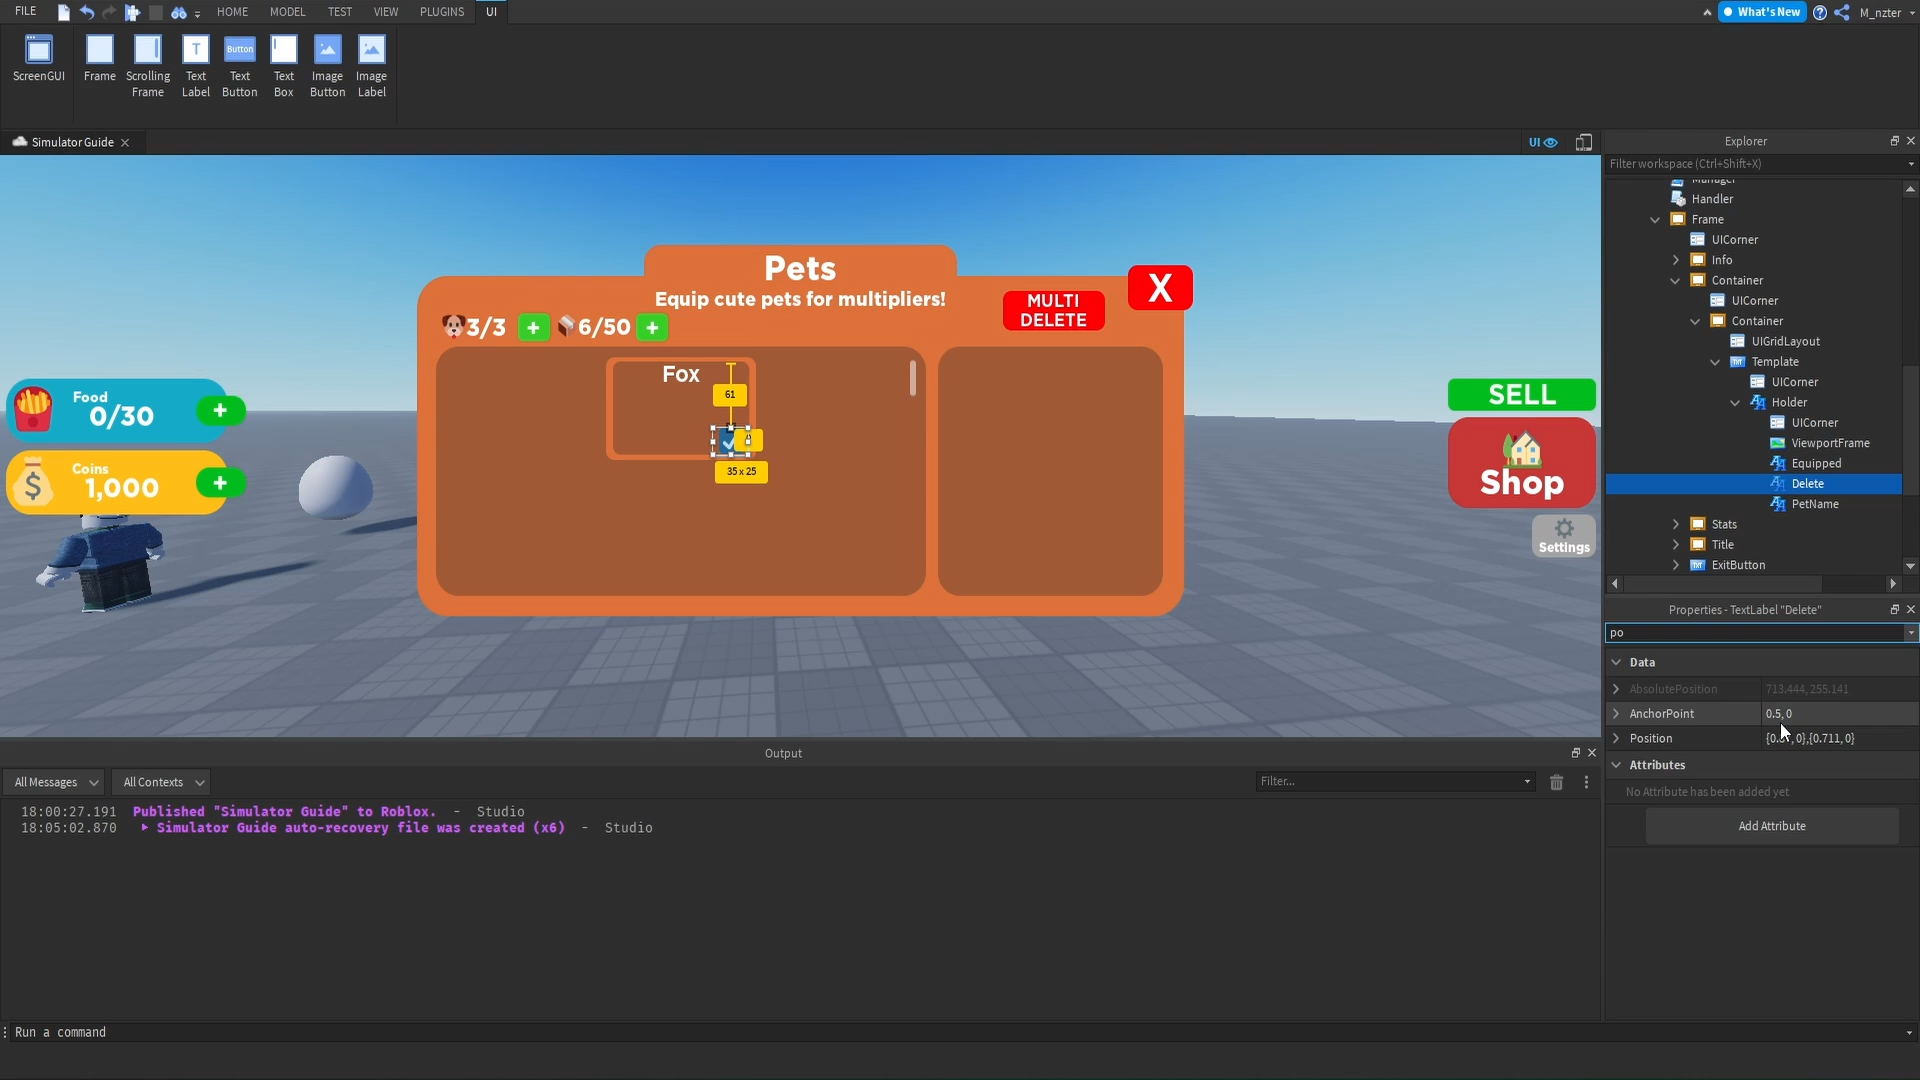 FILE
HOME
MODEL
TEST
VIEW
PLUGINS
UI
What's New
M_nzter
ScreenGUI
Frame
Scrolling
Frame
Text
Label
Button
Text
Button
Text
Box
Image
Button
Image
Label
Simulator Guide
UI
Explorer
Filter workspace (Ctrl+Shift+X)
Manager
Handler
Frame
UICorner
Info
Container
UICorner
Container
UIGridLayout
Template
UICorner
Holder
UICorner
ViewportFrame
Equipped
Delete
PetName
Stats
Title
ExitButton
Pets
Equip cute pets for multipliers!
3/3
+
6/50
+
MULTI
DELETE
X
Fox
61
35 x 25
Food
0/30
+
Coins
1,000
+
SELL
Shop
Settings
Properties - TextLabel "Delete"
po
Data
AbsolutePosition 713.444, 255.141
AnchorPoint 0.5, 0
Position , 0},{0.711, 0}
Attributes
No Attribute has been added yet
Add Attribute
Output
All Messages
All Contexts
Filter...
18:00:27.191 Published "Simulator Guide" to Roblox. - Studio
18:05:02.870 Simulator Guide auto-recovery file was created (x6) - Studio
Run a command